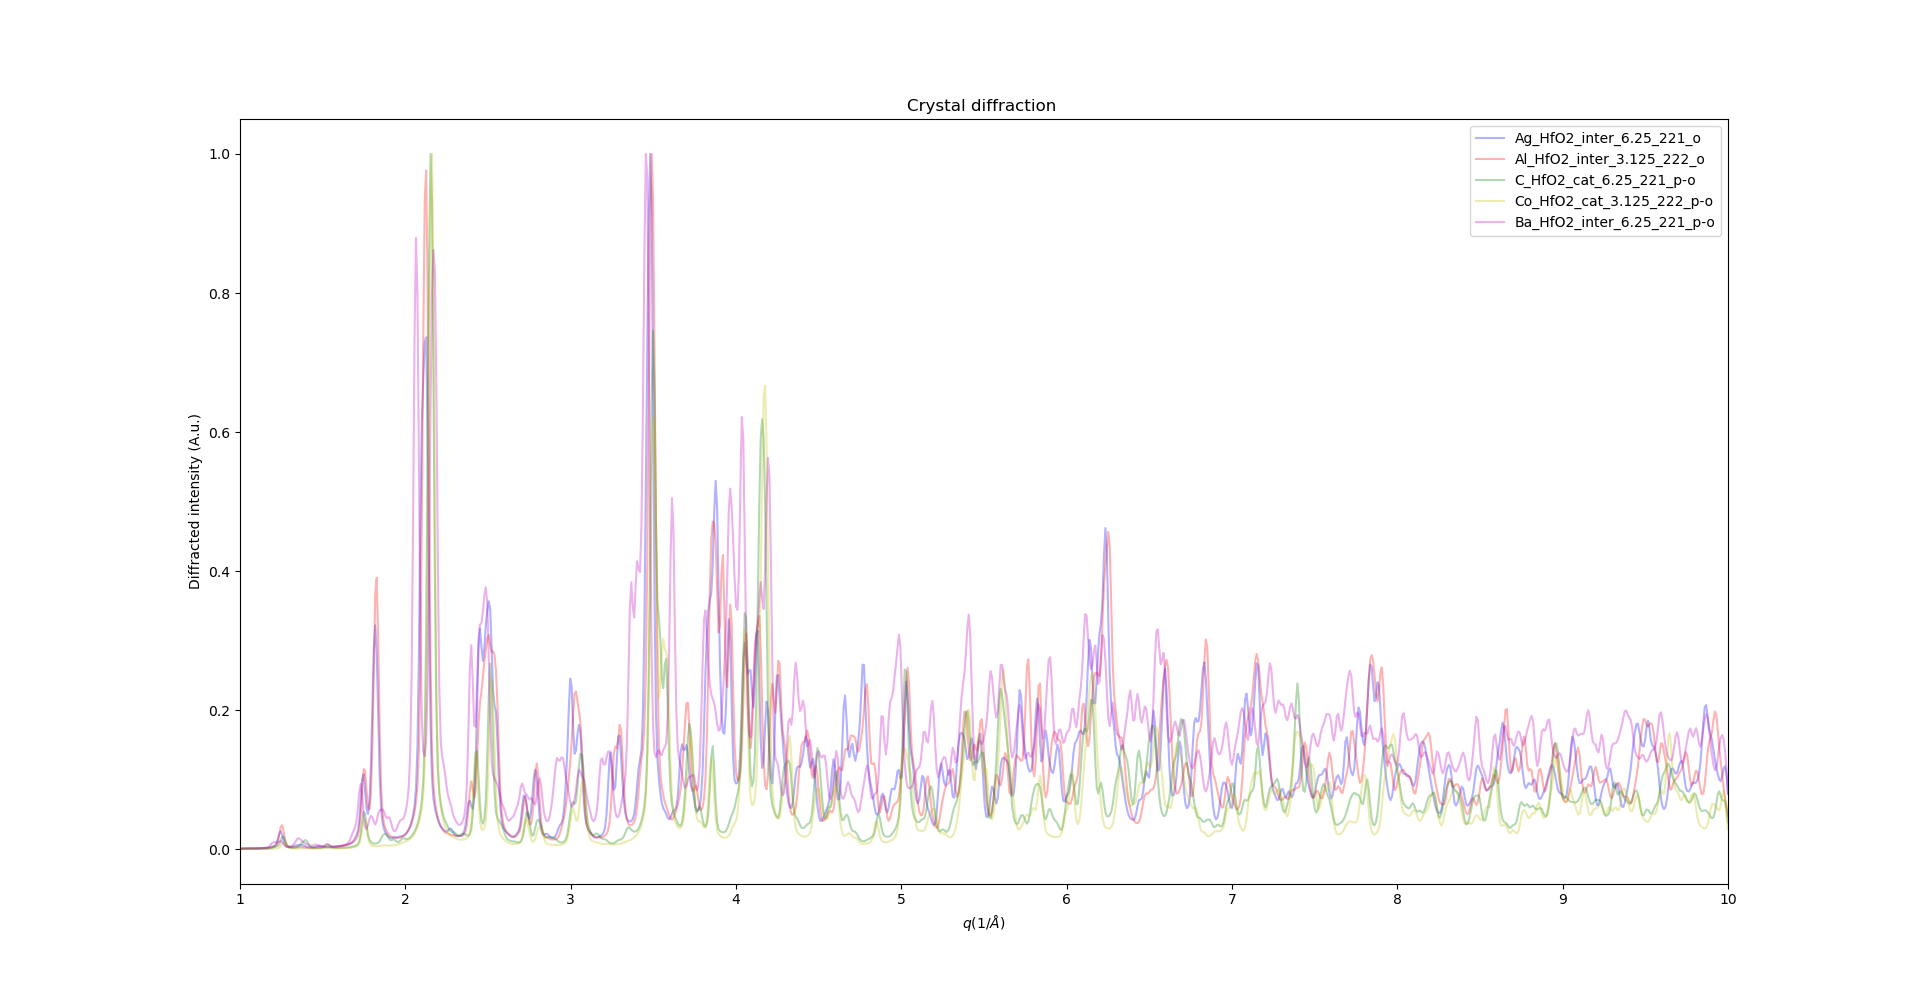 Crystal diffraction
Ag_HfO2_inter_6.25_221_o
Al_HfO2_inter_3.125_222_o
C_HfO2_cat_6.25_221_p-o
Co_HfO2_cat_3.125_222_p-o
Ba_HfO2_inter_6.25_221_p-o
Diffracted intensity (A.u.)
1.0
0.8
0.6
0.4
0.2
0.0
1 2 3 4 5 6 7 8 9 10
q(1/Å)